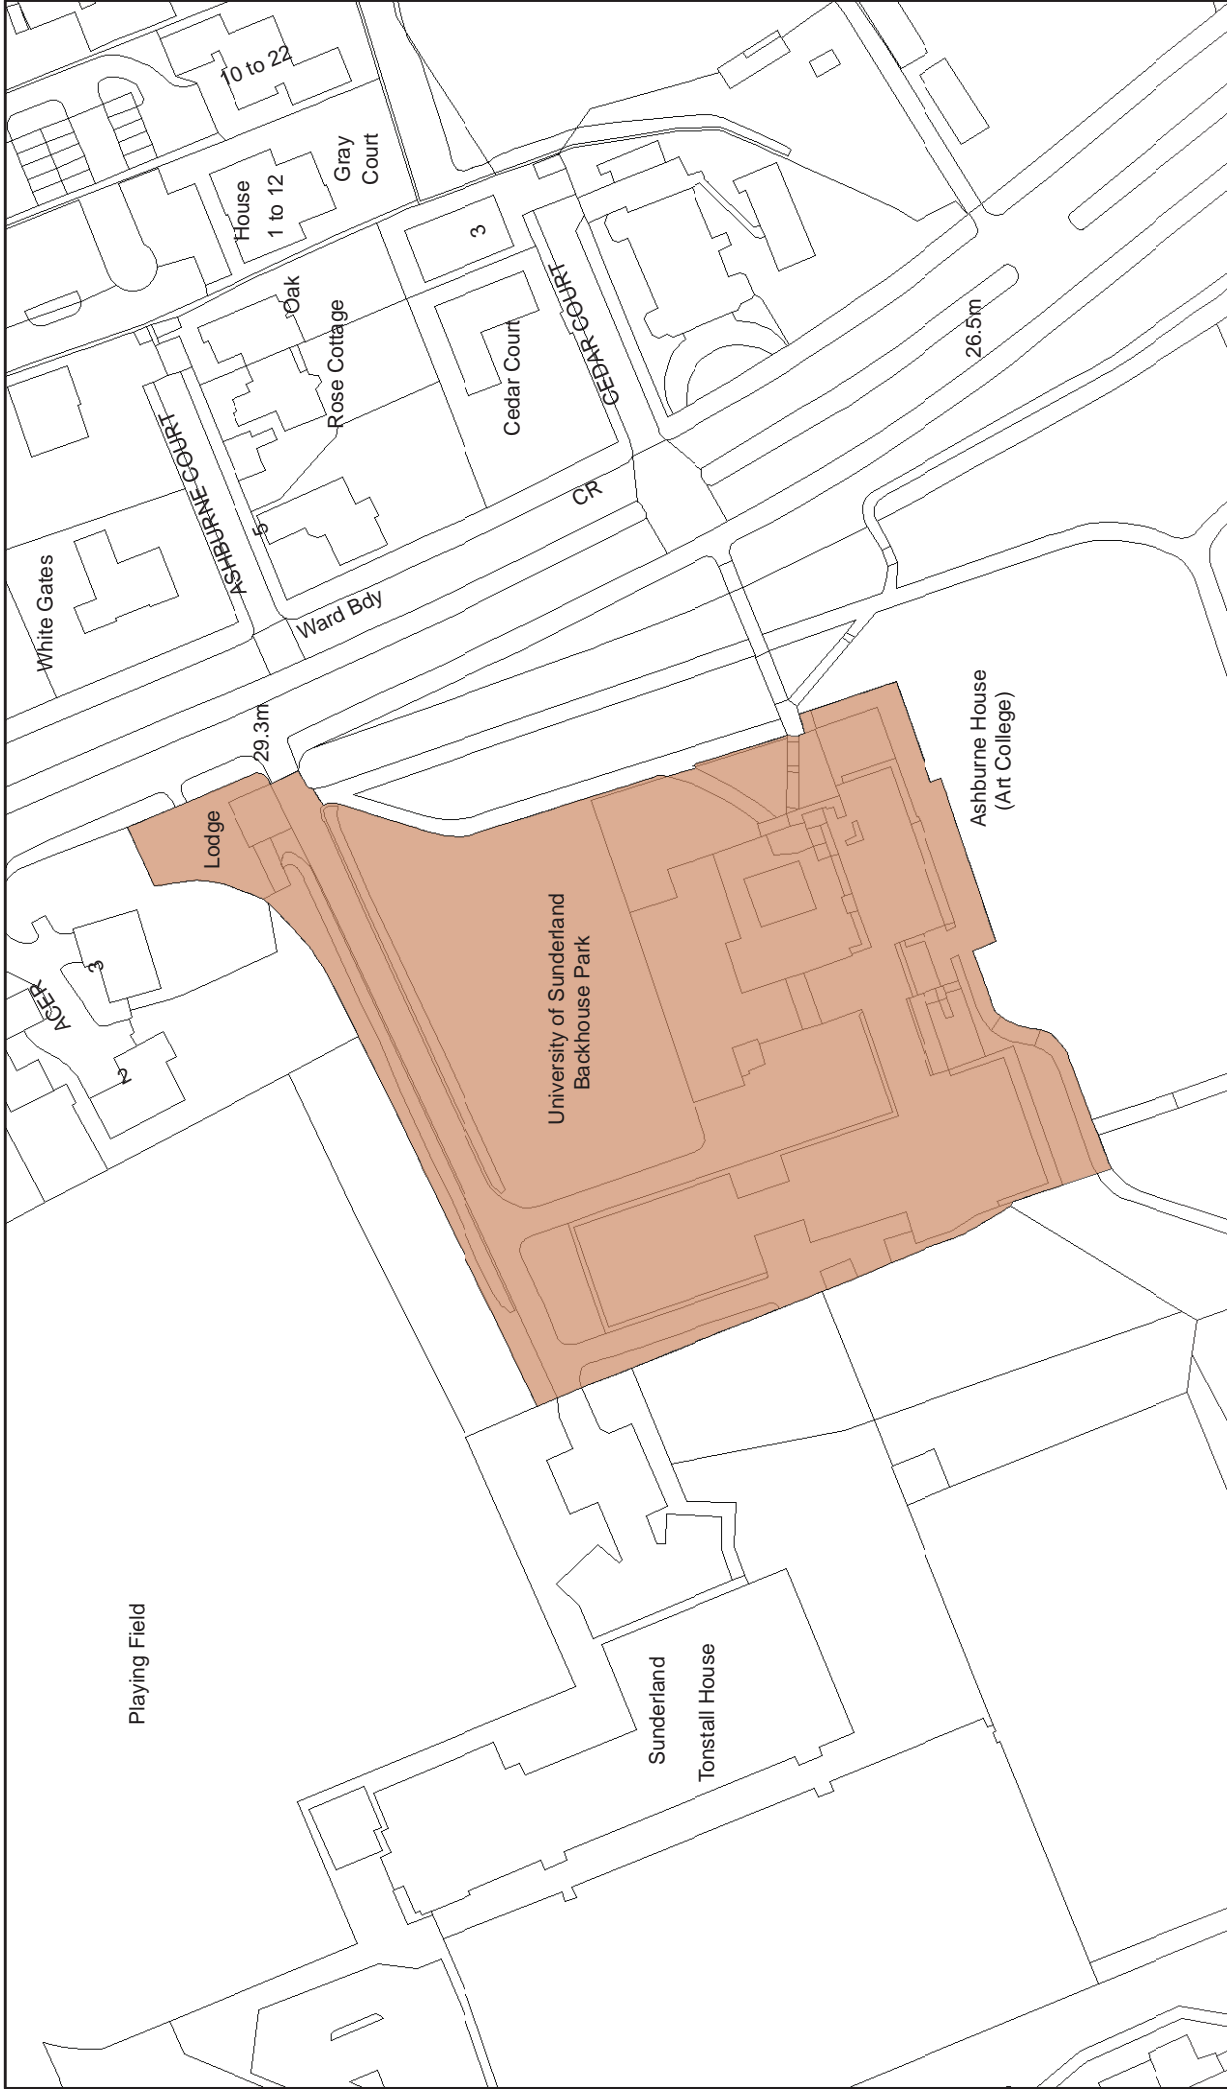 10 to 22
Gray
Court
House
1 to 12
3
Oak
Rose Cottage
CEDAR COURT
Cedar Court
26.5m
ASHBURNE COURT
5
CR
White Gates
Ward Bdy
29.3m
Lodge
Ashburne House
(Art College)
University of Sunderland
Backhouse Park
ACER
3
2
Playing Field
Sunderland
Tonstall House